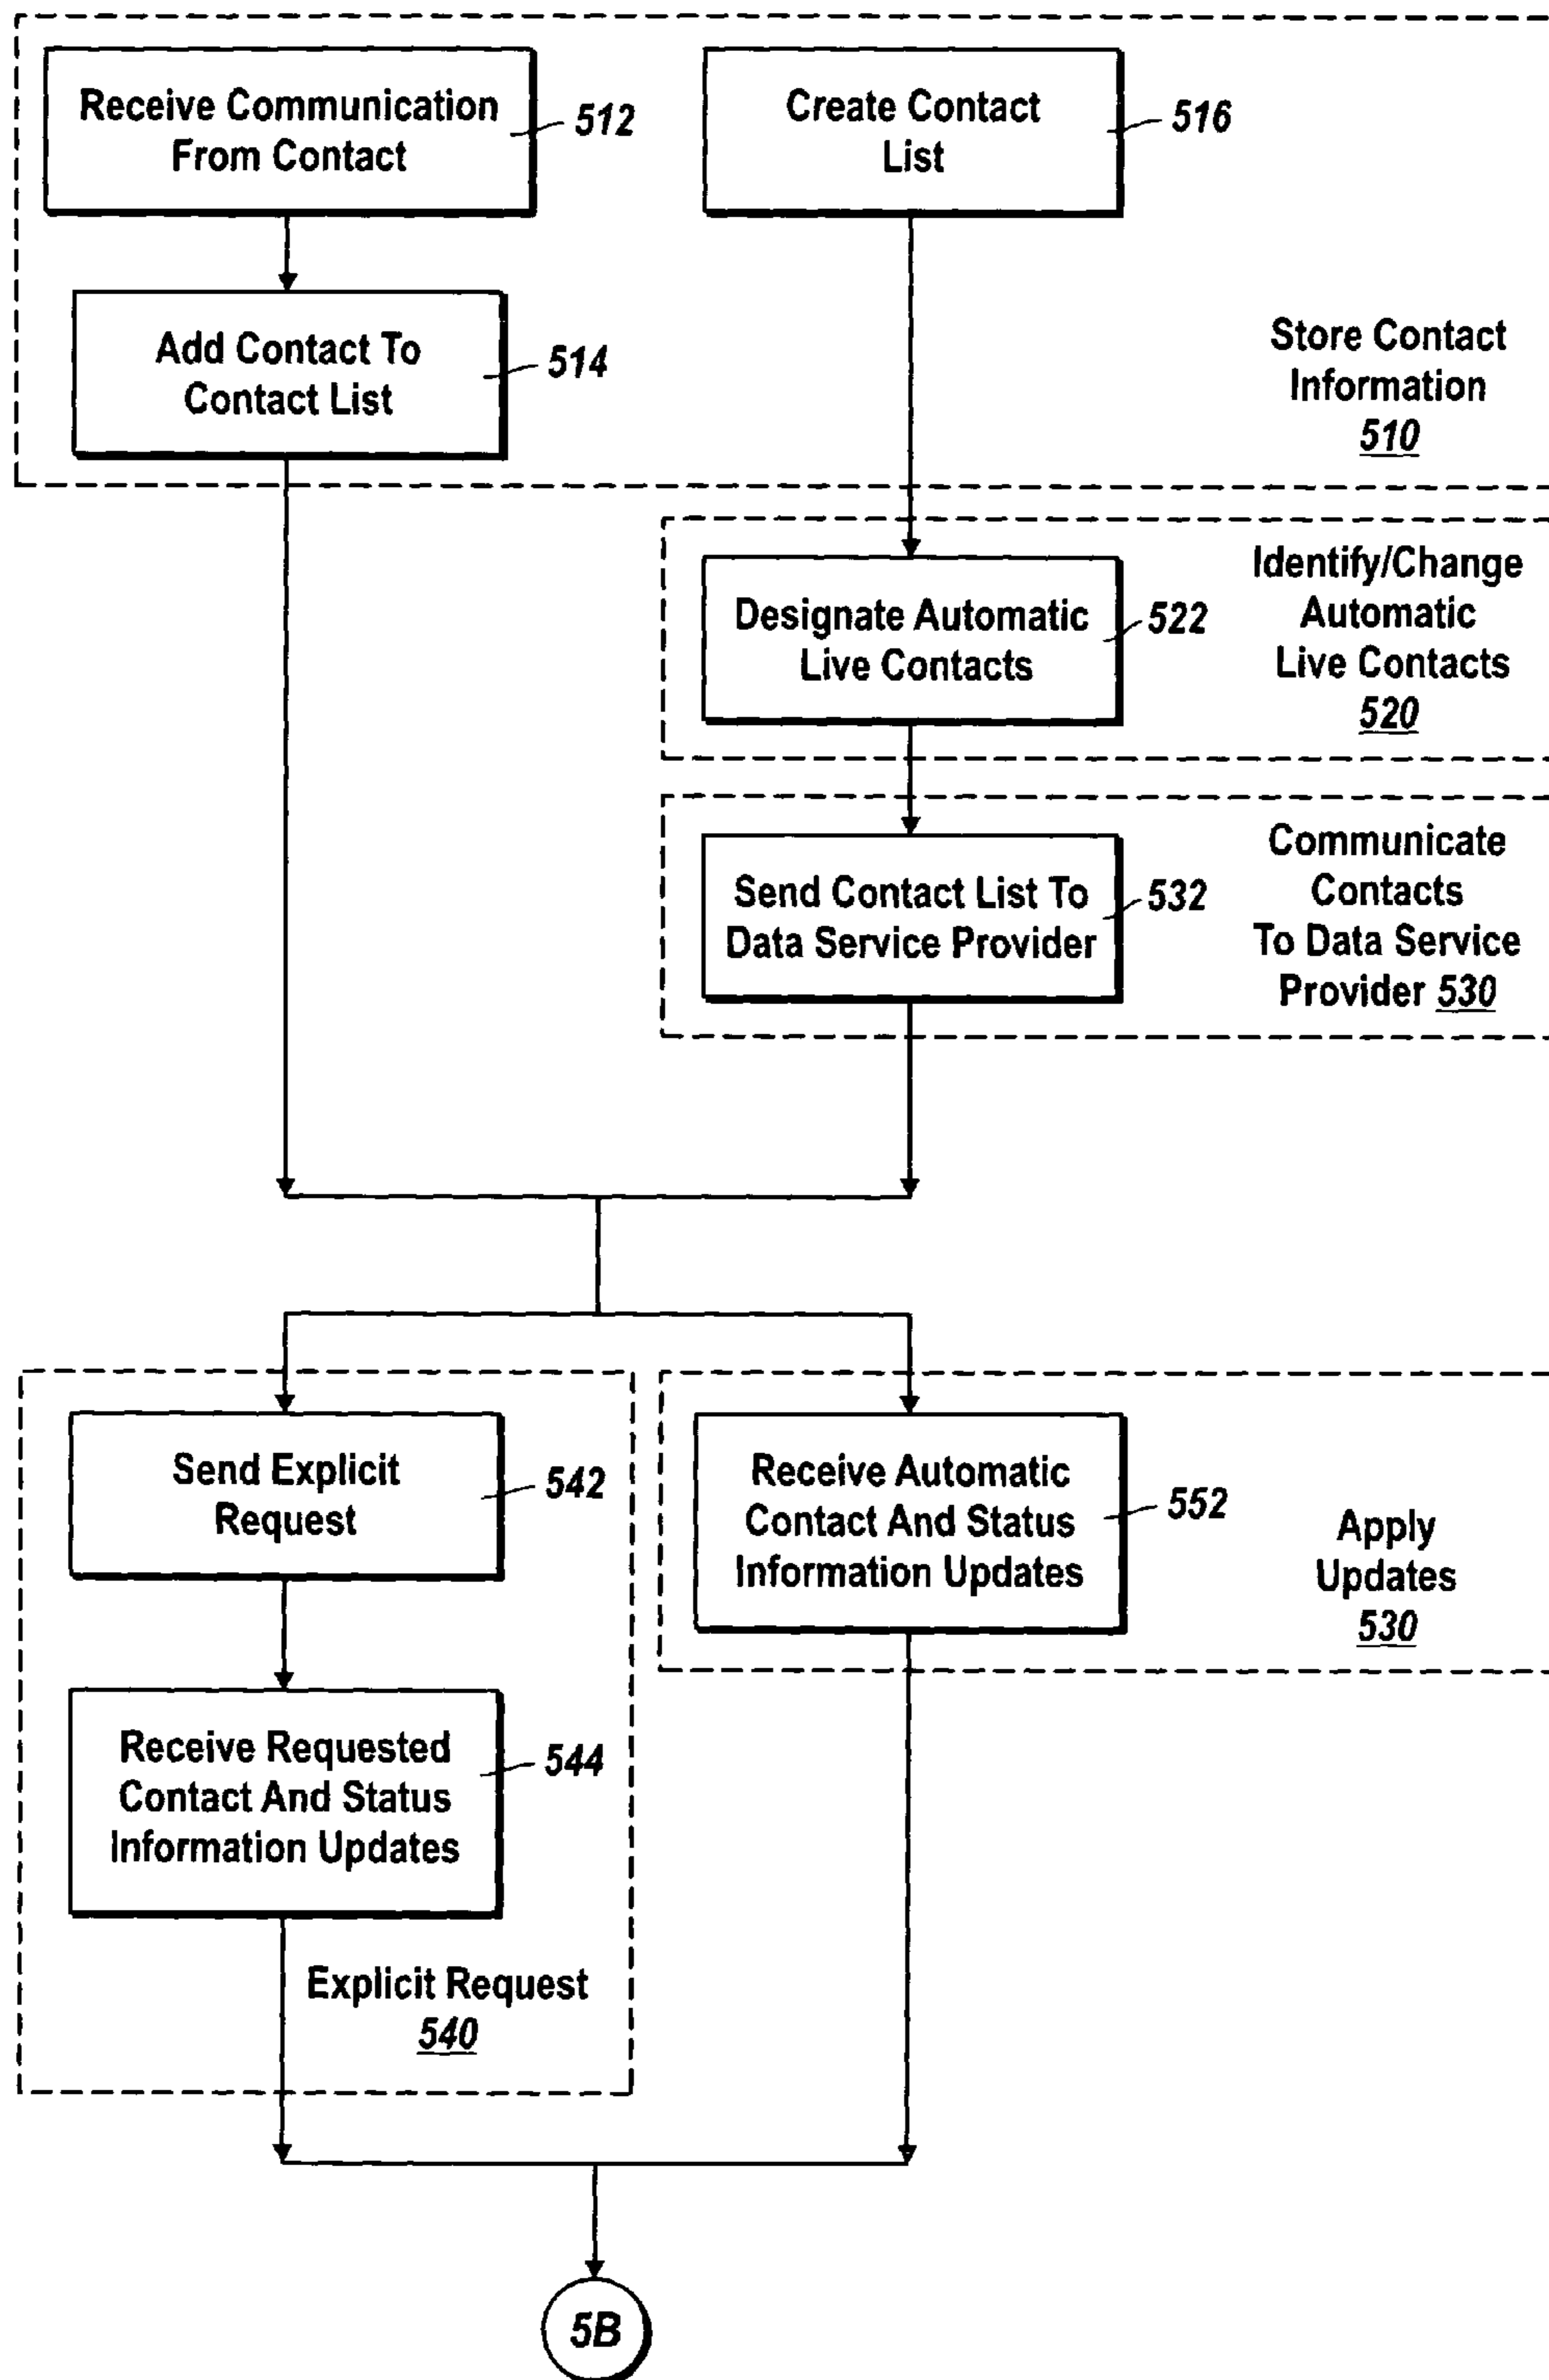 Receive Communication
From Contact
512
Create Contact
List
516
Add Contact To
Contact List
514
Store Contact
Information
510
Designate Automatic
Live Contacts
522
Identify/Change
Automatic
Live Contacts
520
Send Contact List To
Data Service Provider
532
Communicate
Contacts
To Data Service
Provider 530
Send Explicit
Request
542
Receive Automatic
Contact And Status
Information Updates
552
Apply
Updates
530
Receive Requested
Contact And Status
Information Updates
544
Explicit Request
540
5B